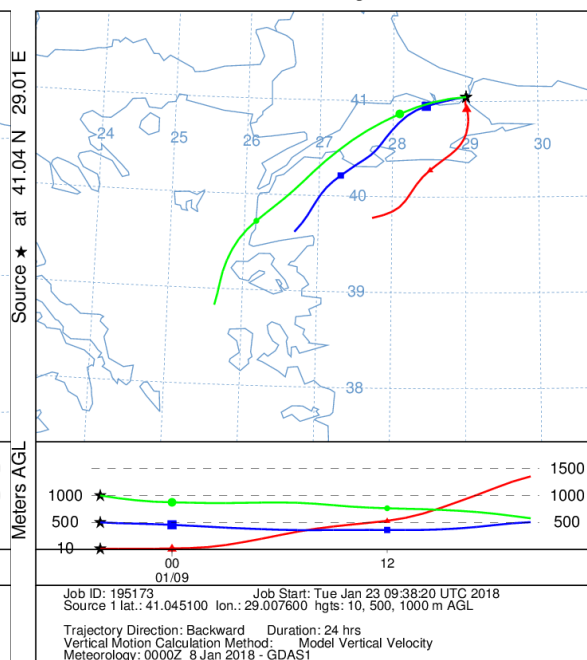 Source ★ at 41.04 N 29.01 E
41
24 25 26 27 28 29 30
40
39
38
Meters AGL
1500
1000 1000
500 500
10
00 12
01/09
Job ID: 195173 Job Start: Tue Jan 23 09:38:20 UTC 2018
Source 1 lat.: 41.045100 lon.: 29.007600 hgts: 10, 500, 1000 m AGL
Trajectory Direction: Backward Duration: 24 hrs
Vertical Motion Calculation Method: Model Vertical Velocity
Meteorology: 0000Z 8 Jan 2018 - GDAS1